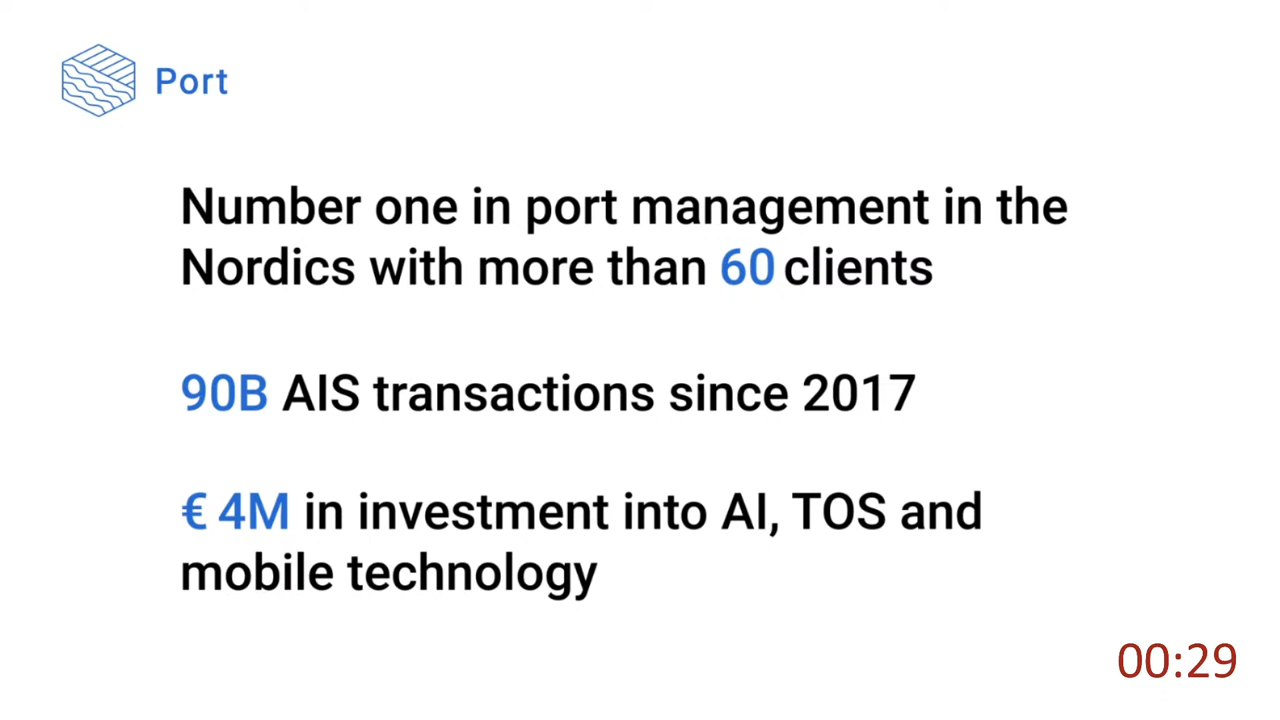 Port
Number one in port management in the
Nordics with more than 60 clients
90B AIS transactions since 2017
€ 4M in investment into AI, TOS and
mobile technology
00:29